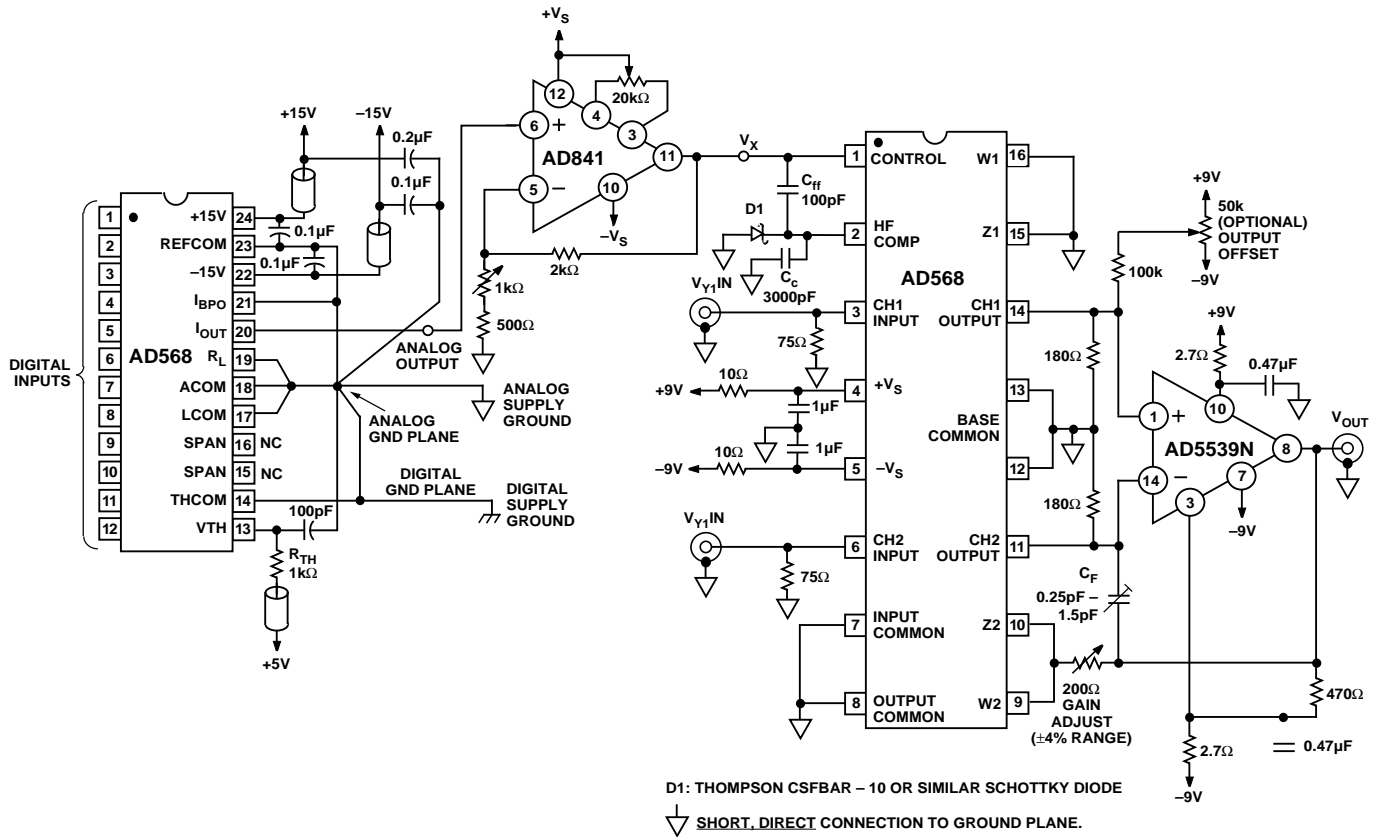 +VS
20kΩ
12
4
3
6
+
AD841
11
5
–
10
–VS
2kΩ
1kΩ
500Ω
+15V
–15V
0.2µF
0.1µF
0.1µF
0.1µF
DIGITAL
INPUTS
AD568
1
2
3
4
5
6
7
8
9
10
11
12
+15V 24
REFCOM 23
–15V 22
IBPO 21
IOUT 20
RL 19
ACOM 18
LCOM 17
SPAN 16 NC
SPAN 15 NC
THCOM 14
VTH 13
ANALOG
OUTPUT
ANALOG
GND PLANE
ANALOG
SUPPLY
GROUND
DIGITAL
GND PLANE
DIGITAL
SUPPLY
GROUND
100pF
RTH
1kΩ
+5V
VX
Cff
100pF
D1
Cc
3000pF
VY1IN
75Ω
+9V
10Ω
1µF
1µF
–9V
10Ω
VY1IN
75Ω
AD568
1 CONTROL
2 HF
COMP
3 CH1
INPUT
4 +VS
5 –VS
6 CH2
INPUT
7 INPUT
COMMON
8 OUTPUT
COMMON
W1 16
Z1 15
CH1
OUTPUT 14
13
BASE
COMMON
12
CH2
OUTPUT 11
Z2 10
W2 9
180Ω
180Ω
100k
+9V
50k
(OPTIONAL)
OUTPUT
OFFSET
–9V
+9V
2.7Ω
0.47µF
1
+
10
AD5539N
8
14
–
7
3
–9V
VOUT
CF
0.25pF –
1.5pF
200Ω
GAIN
ADJUST
(±4% RANGE)
470Ω
2.7Ω
0.47µF
–9V
D1: THOMPSON CSFBAR – 10 OR SIMILAR SCHOTTKY DIODE
SHORT, DIRECT CONNECTION TO GROUND PLANE.